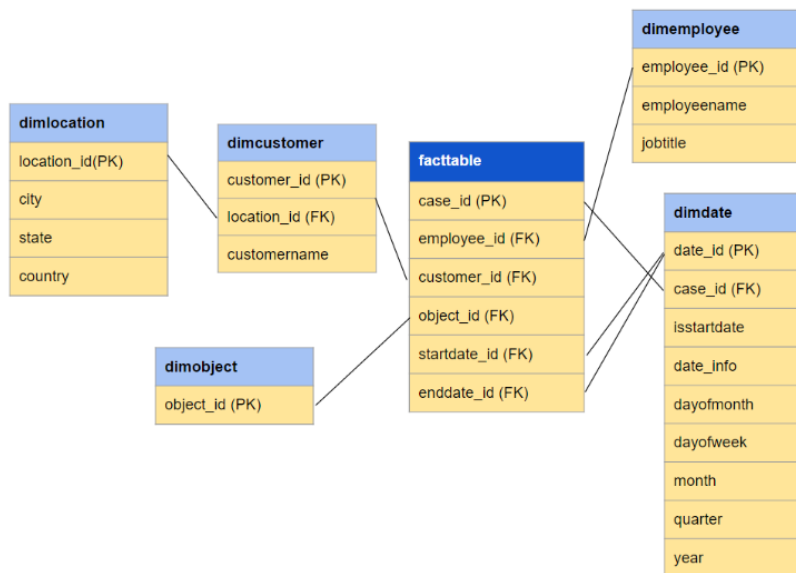 dimlocation
location_id(PK)
city
state
country
dimcustomer
customer_id (PK)
location_id (FK)
customername
dimobject
object_id (PK)
facttable
case_id (PK)
employee_id (FK)
customer_id (FK)
object_id (FK)
startdate_id (FK)
enddate_id (FK)
dimemployee
employee_id (PK)
employeename
jobtitle
dimdate
date_id (PK)
case_id (FK)
isstartdate
date_info
dayofmonth
dayofweek
month
quarter
year